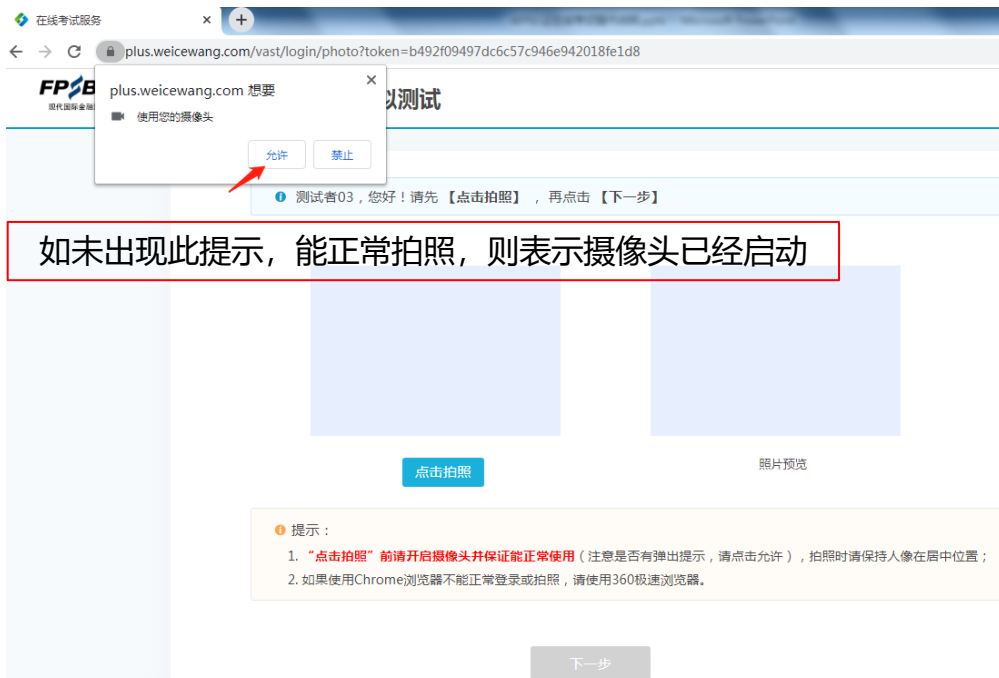 在线考试服务
plus.weicewang.com/vast/login/photo?token=b492f09497dc6c57c946e942018fe1d8
FPSB
现代国际金融
拟测试
plus.weicewang.com 想要
使用您的摄像头
允许
禁止
测试者03，您好！请先 【点击拍照】 ，再点击 【下一步】
如未出现此提示，能正常拍照，则表示摄像头已经启动
点击拍照
照片预览
提示：
1. “点击拍照”前请开启摄像头并保证能正常使用（注意是否有弹出提示，请点击允许），拍照时请保持人像在居中位置；
2. 如果使用Chrome浏览器不能正常登录或拍照，请使用360极速浏览器。
下一步